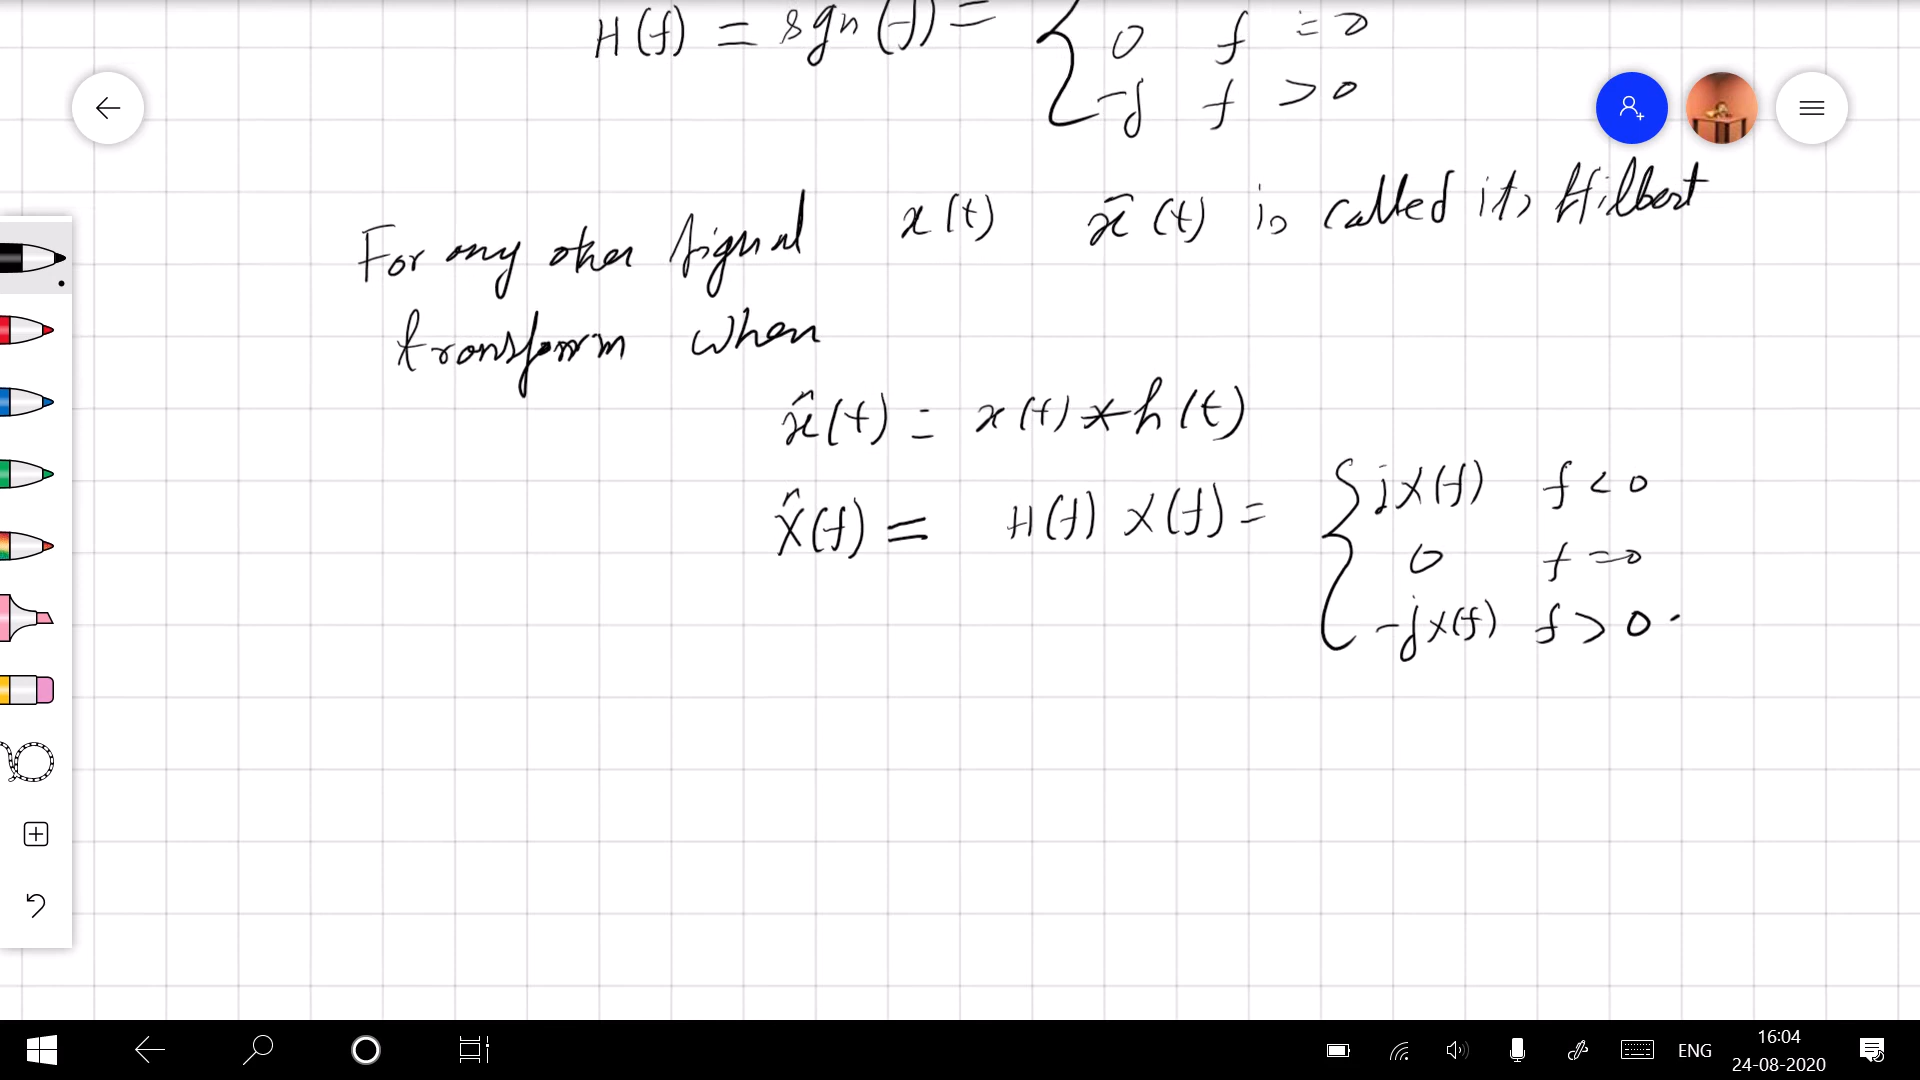 H(f) = sgn(f) = { 0 f = 0
-j f > 0
For any other signal x(t) x̄(t) is called its Hilbert
transform when
x̂(t) = x(t) * h(t)
X̂(f) = H(f) X(f) = { jX(f) f < 0
0 f = 0
-jX(f) f > 0
ENG
16:04
24-08-2020